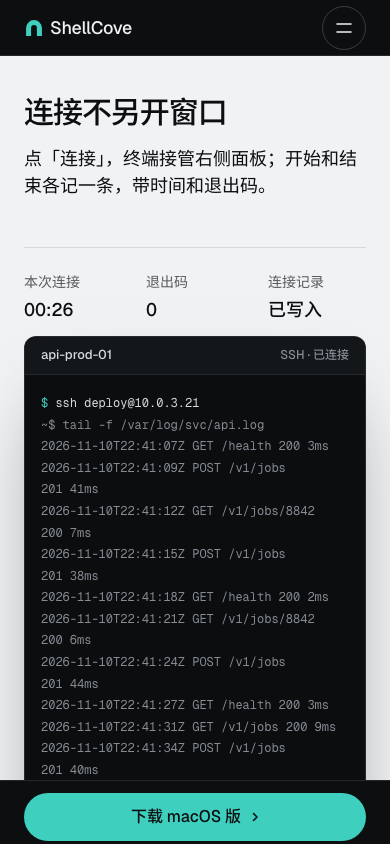 ShellCove
连接不另开窗口
点「连接」，终端接管右侧面板；开始和结
束各记一条，带时间和退出码。
本次连接 退出码 连接记录
00:26 0 已写入
api-prod-01 SSH · 已连接
$ ssh deploy@10.0.3.21
~$ tail -f /var/log/svc/api.log
2026-11-10T22:41:07Z GET /health 200 3ms
2026-11-10T22:41:09Z POST /v1/jobs
201 41ms
2026-11-10T22:41:12Z GET /v1/jobs/8842
200 7ms
2026-11-10T22:41:15Z POST /v1/jobs
201 38ms
2026-11-10T22:41:18Z GET /health 200 2ms
2026-11-10T22:41:21Z GET /v1/jobs/8842
200 6ms
2026-11-10T22:41:24Z POST /v1/jobs
201 44ms
2026-11-10T22:41:27Z GET /health 200 3ms
2026-11-10T22:41:31Z GET /v1/jobs 200 9ms
2026-11-10T22:41:34Z POST /v1/jobs
201 40ms
下载 macOS 版 ›